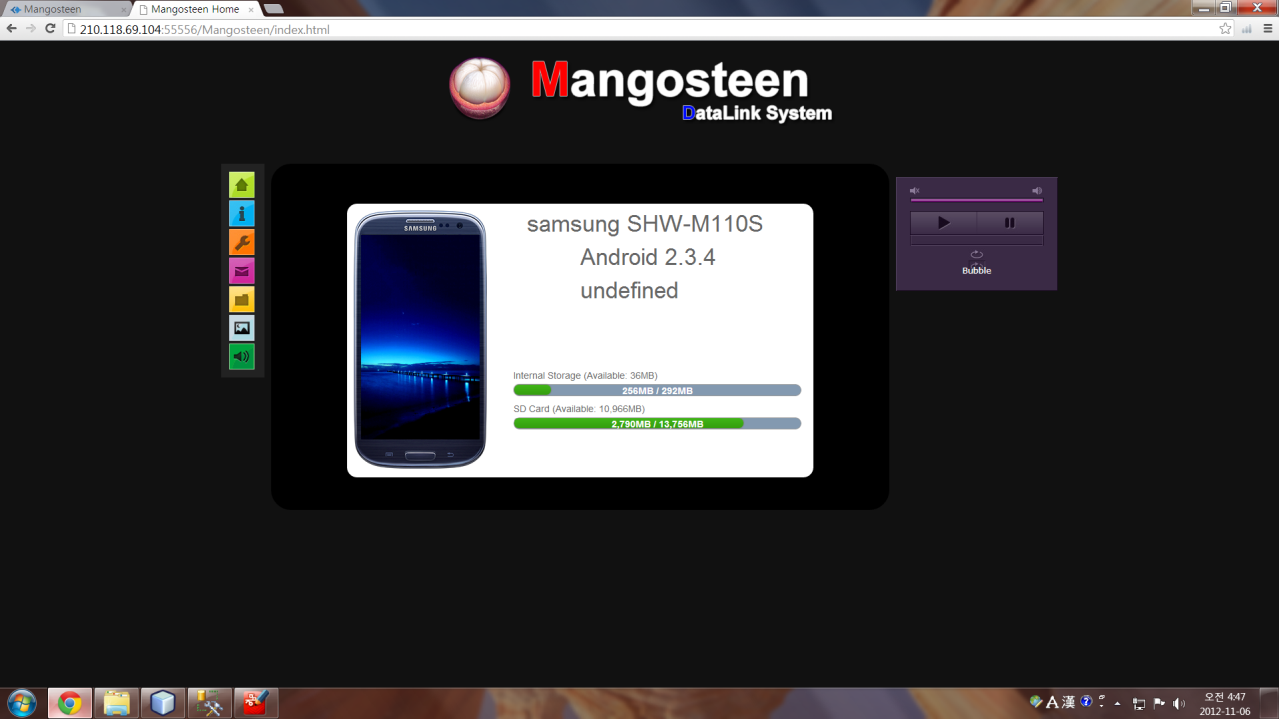 Mangosteen
Mangosteen Home
210.118.69.104:55556/Mangosteen/index.html
Mangosteen
DataLink System
SAMSUNG
samsung SHW-M110S
Android 2.3.4
undefined
Internal Storage (Available: 36MB)
256MB / 292MB
SD Card (Available: 10,966MB)
2,790MB / 13,756MB
Bubble
A 漢
오전 4:47
2012-11-06